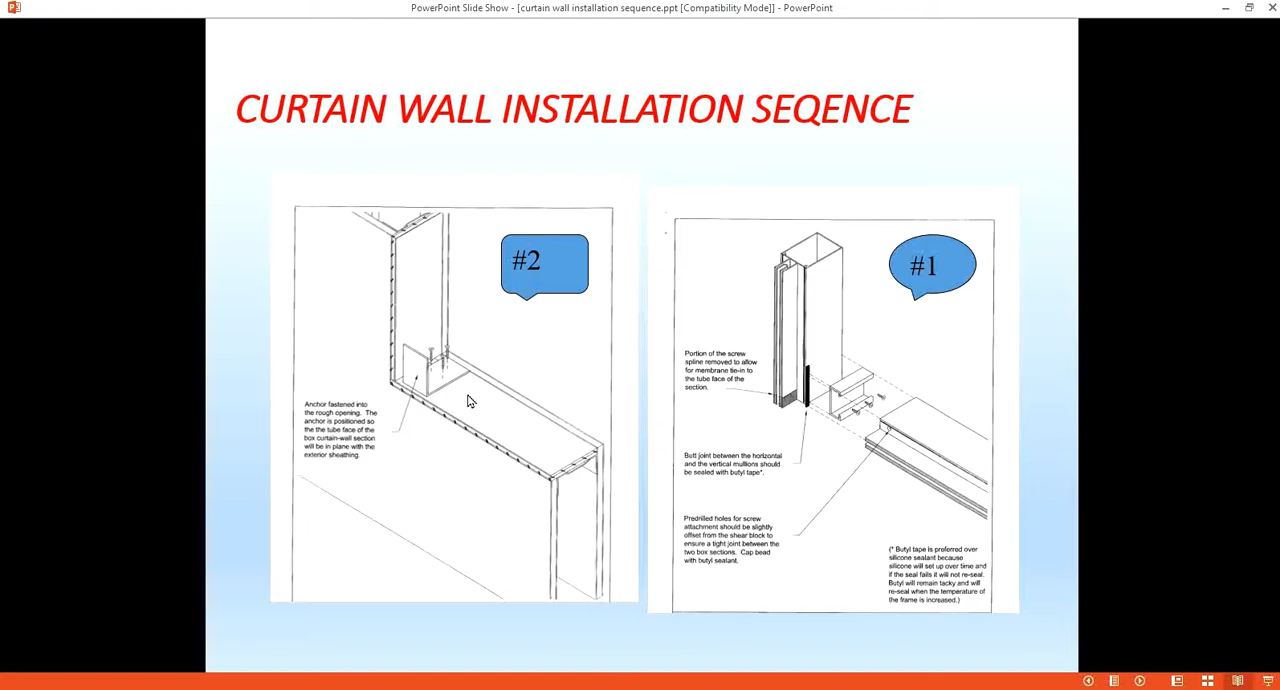 PowerPoint Slide Show - [curtain wall installation sequence.ppt [Compatibility Mode]] - PowerPoint
CURTAIN WALL INSTALLATION SEQENCE
#2
Anchor fastened into
the rough opening. The
anchor is positioned so
the the tube face of the
box curtain-wall section
will be in plane with the
exterior sheathing.
#1
Portion of the screw
spline removed to allow
for membrane tie-in to
the tube face of the
section.
Butt joint between the horizontal
and the vertical mullions should
be sealed with butyl tape*.
Predrilled holes for screw
attachment should be slightly
offset from the shear block to
ensure a tight joint between the
two box sections. Cap bead
with butyl sealant.
(* Butyl tape is preferred over
silicone sealant because
silicone will set up over time and
if the seal fails it will not re-seal.
Butyl will remain tacky and will
re-seal when the temperature of
the frame is increased.)